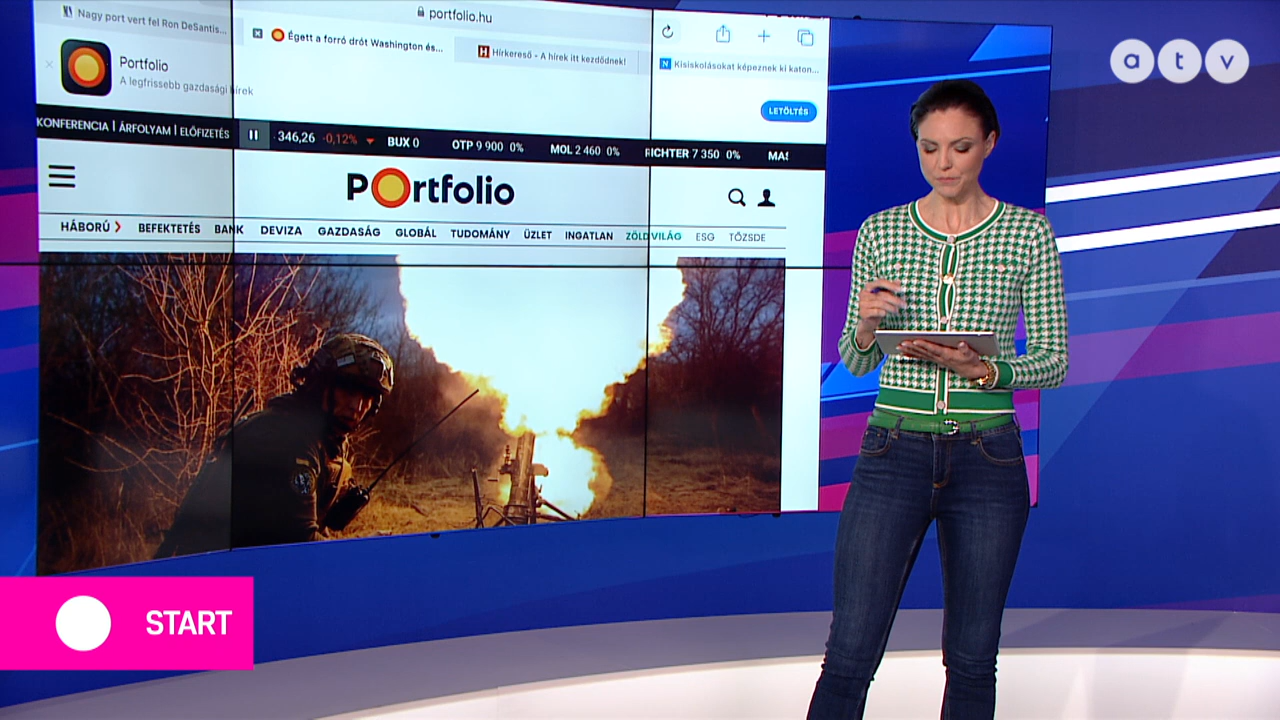 Nagy port vert fel Ron DeSantis...
portfolio.hu
Égett a forró drót Washington és...
Hírkereső - A hírek itt kezdődnek!
Kisiskolásokat képeznek ki katon...
atv
Portfolio
A legfrissebb gazdasági hírek
LETÖLTÉS
KONFERENCIA | ÁRFOLYAM | ELŐFIZETÉS
346,26 -0,12% BUX 0 OTP 9 900 0% MOL 2 460 0% RICHTER 7 350 0%
Portfolio
HÁBORÚ BEFEKTETÉS BANK DEVIZA GAZDASÁG GLOBÁL TUDOMÁNY ÜZLET INGATLAN ZÖLD VILÁG ESG TŐZSDE
START